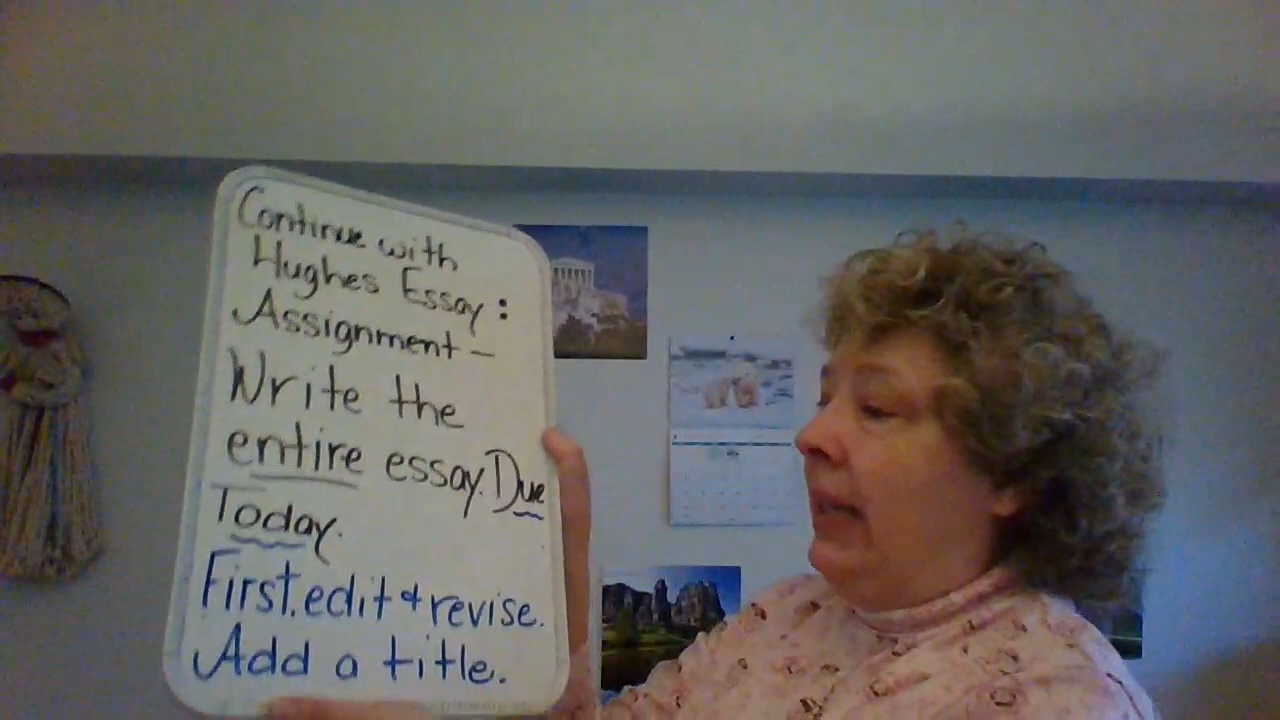 Continue with
Hughes Essay:
Assignment –
Write the
entire essay. Due
Today.
First, edit & revise.
Add a title.